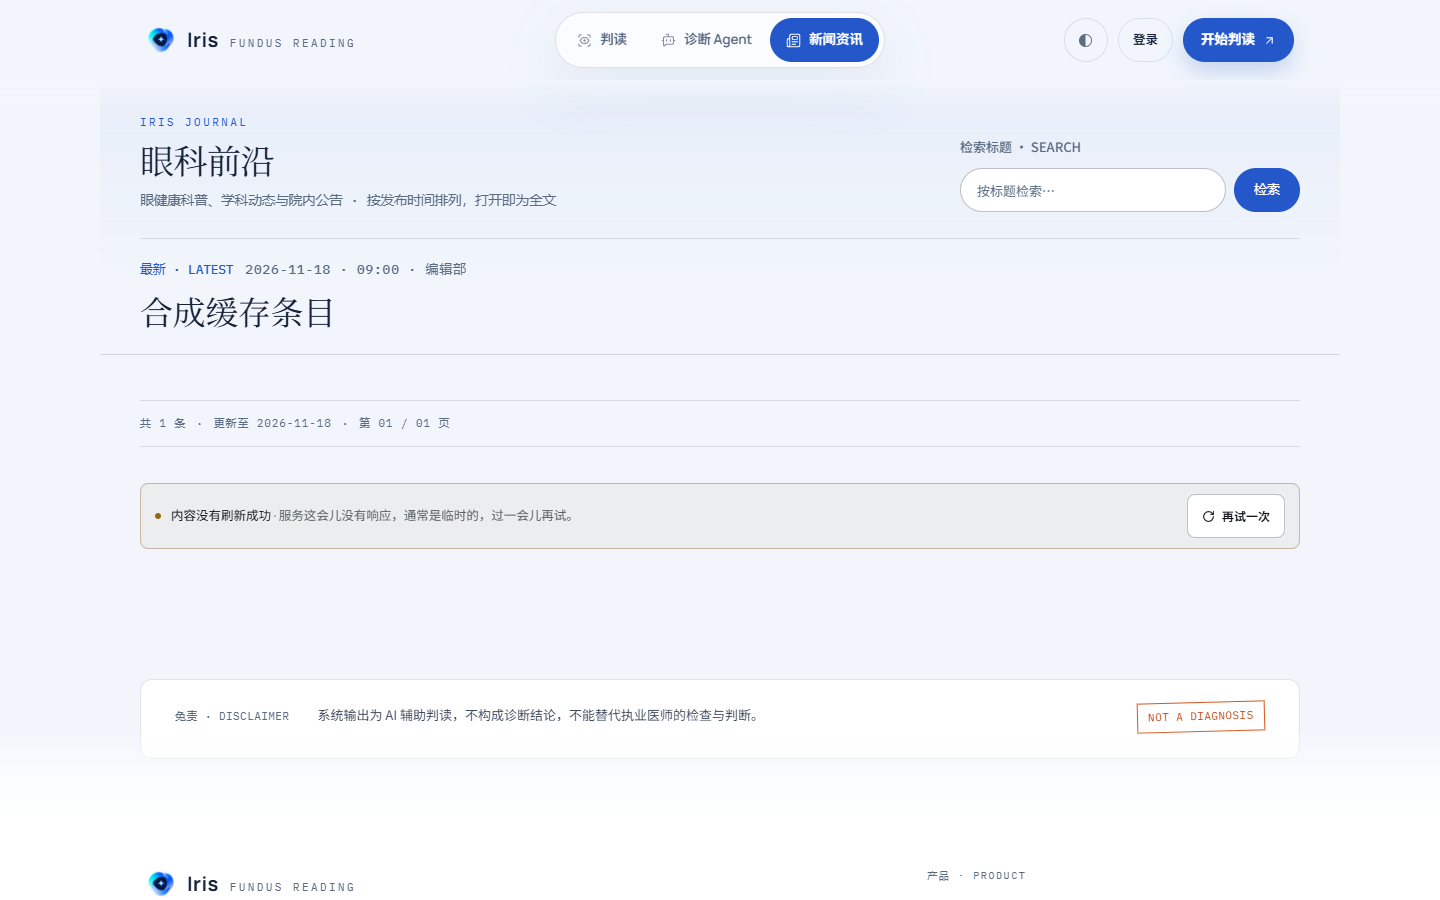 Iris FUNDUS READING
判读
诊断 Agent
新闻资讯
登录
开始判读
IRIS JOURNAL
眼科前沿
眼健康科普、学科动态与院内公告 · 按发布时间排列，打开即为全文
检索标题 · SEARCH
按标题检索…
检索
最新 · LATEST 2026-11-18 · 09:00 · 编辑部
合成缓存条目
共 1 条 · 更新至 2026-11-18 · 第 01 / 01 页
内容没有刷新成功 · 服务这会儿没有响应，通常是临时的，过一会儿再试。
再试一次
免责 · DISCLAIMER
系统输出为 AI 辅助判读，不构成诊断结论，不能替代执业医师的检查与判断。
NOT A DIAGNOSIS
Iris FUNDUS READING
产品 · PRODUCT